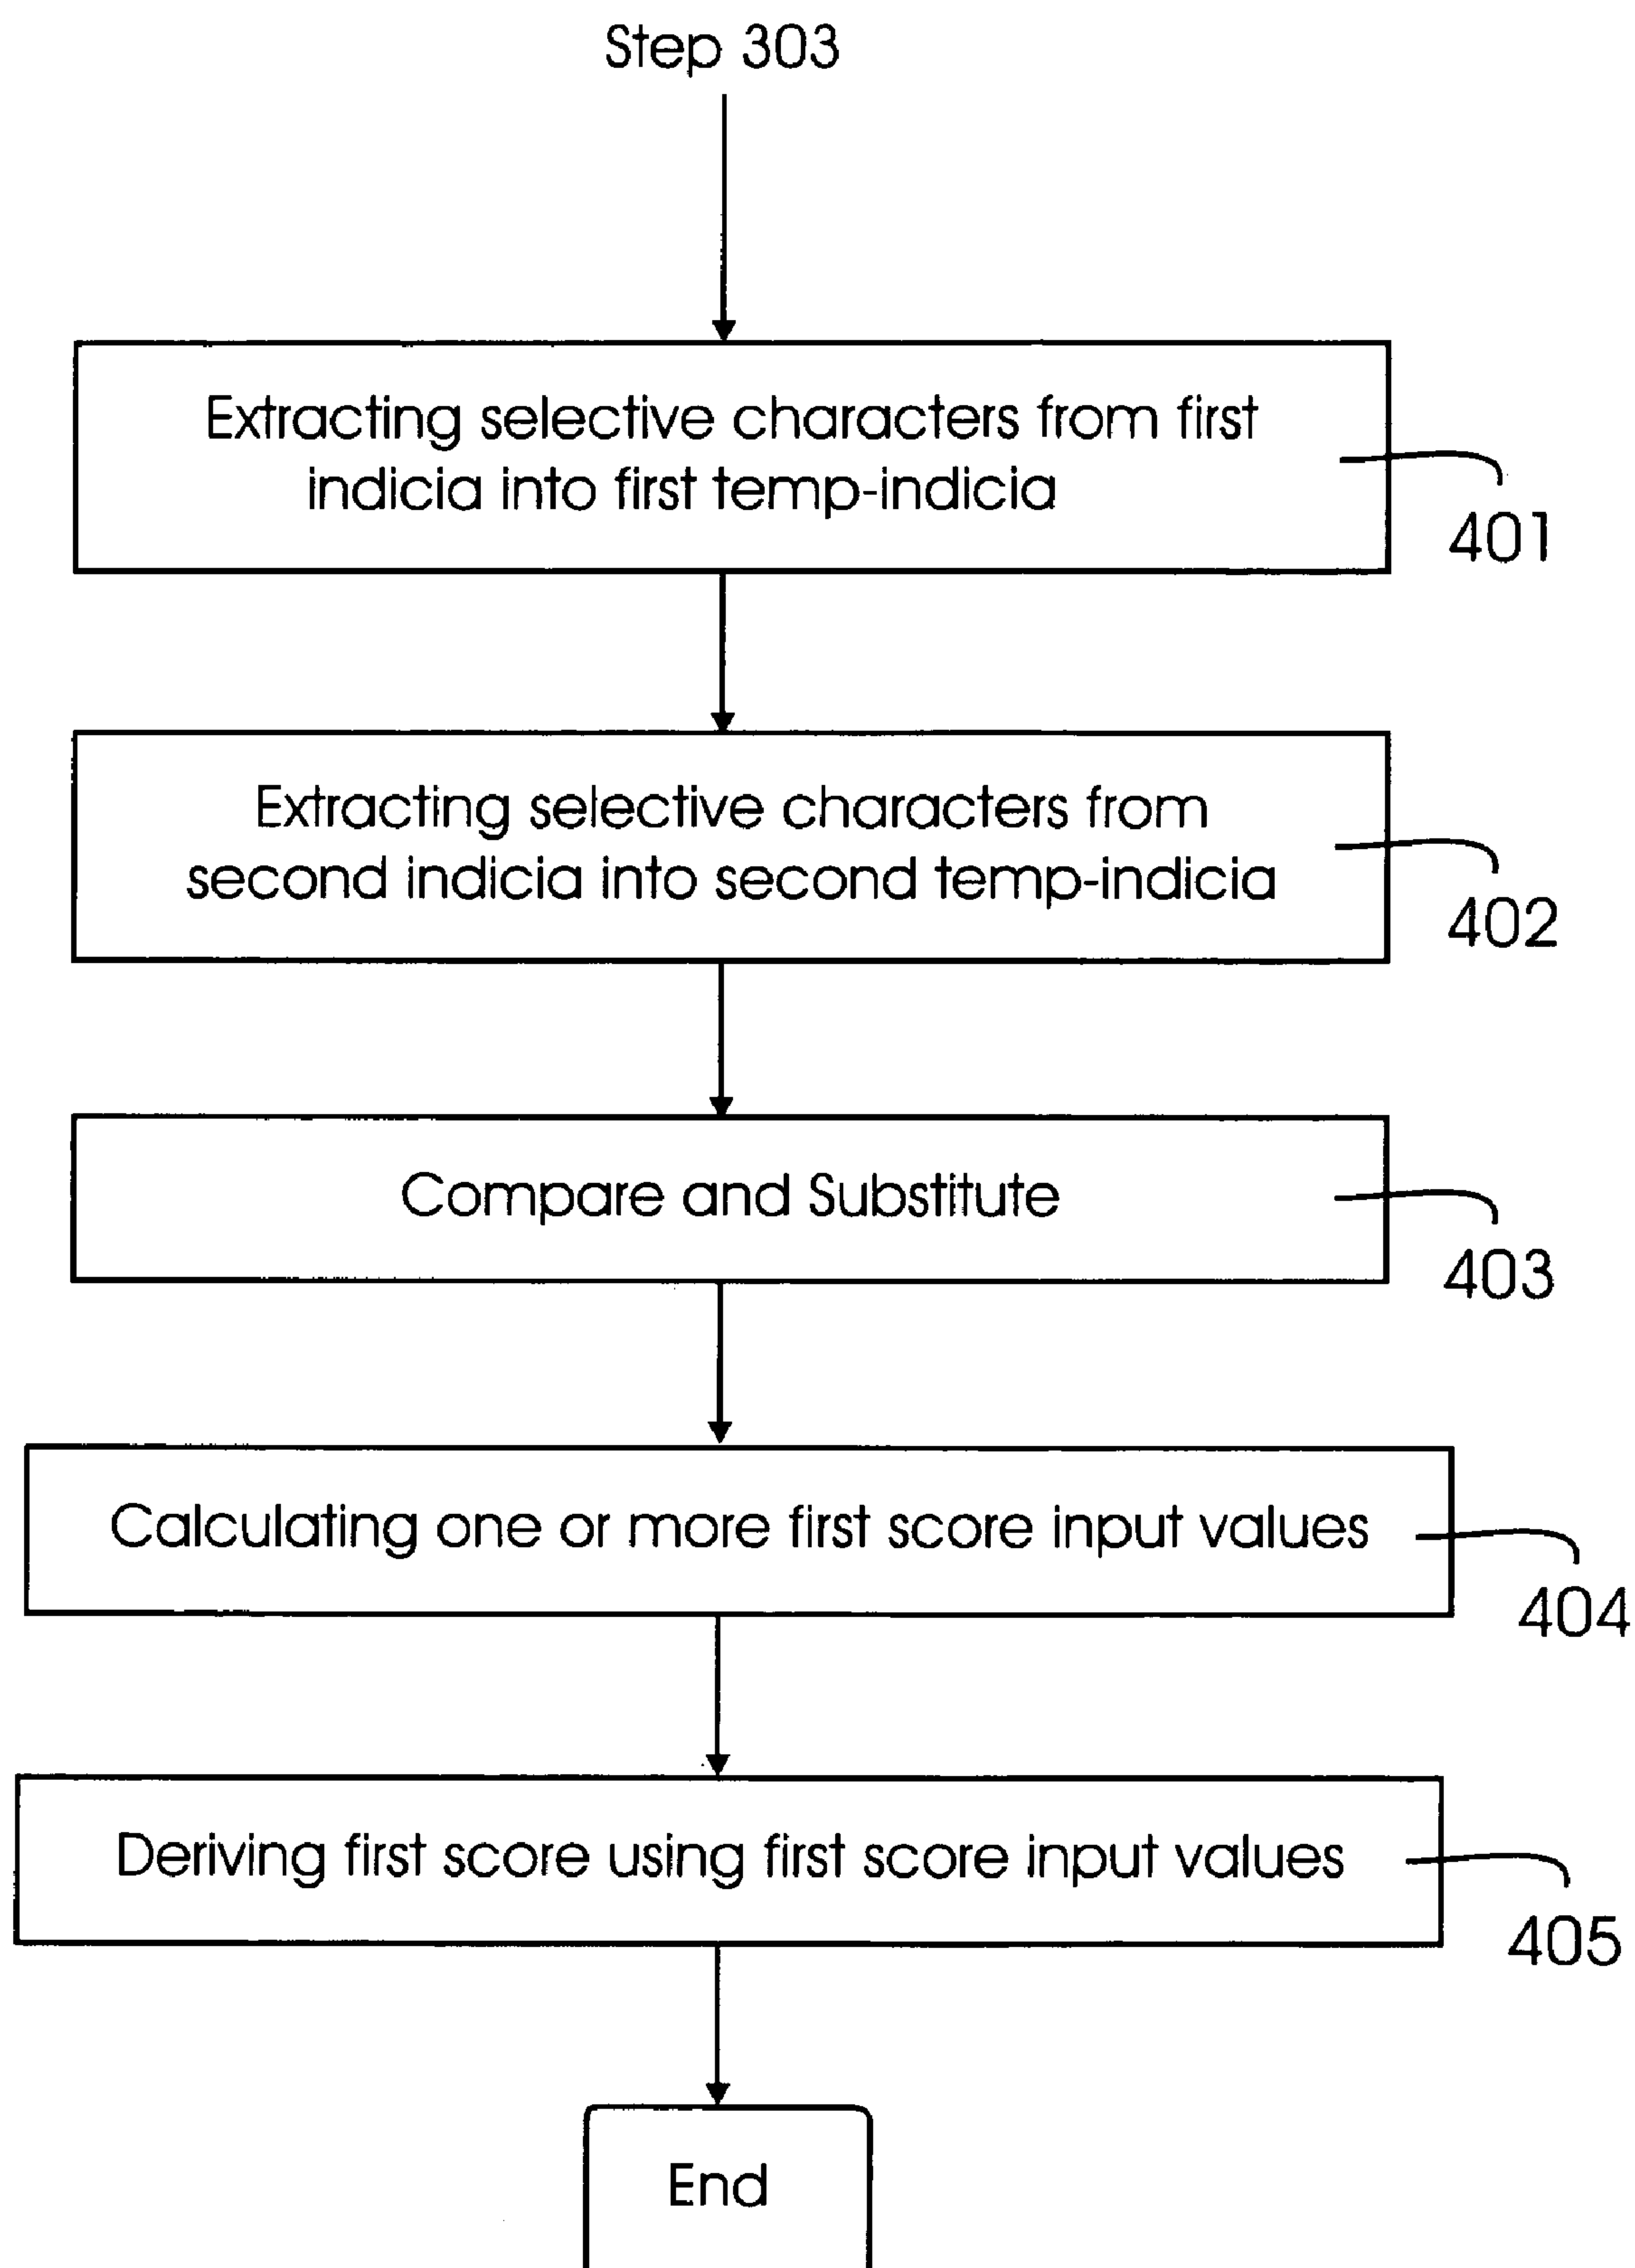 Step 303
Extracting selective characters from first
indicia into first temp-indicia
401
Extracting selective characters from
second indicia into second temp-indicia
402
Compare and Substitute
403
Calculating one or more first score input values
404
Deriving first score using first score input values
405
End